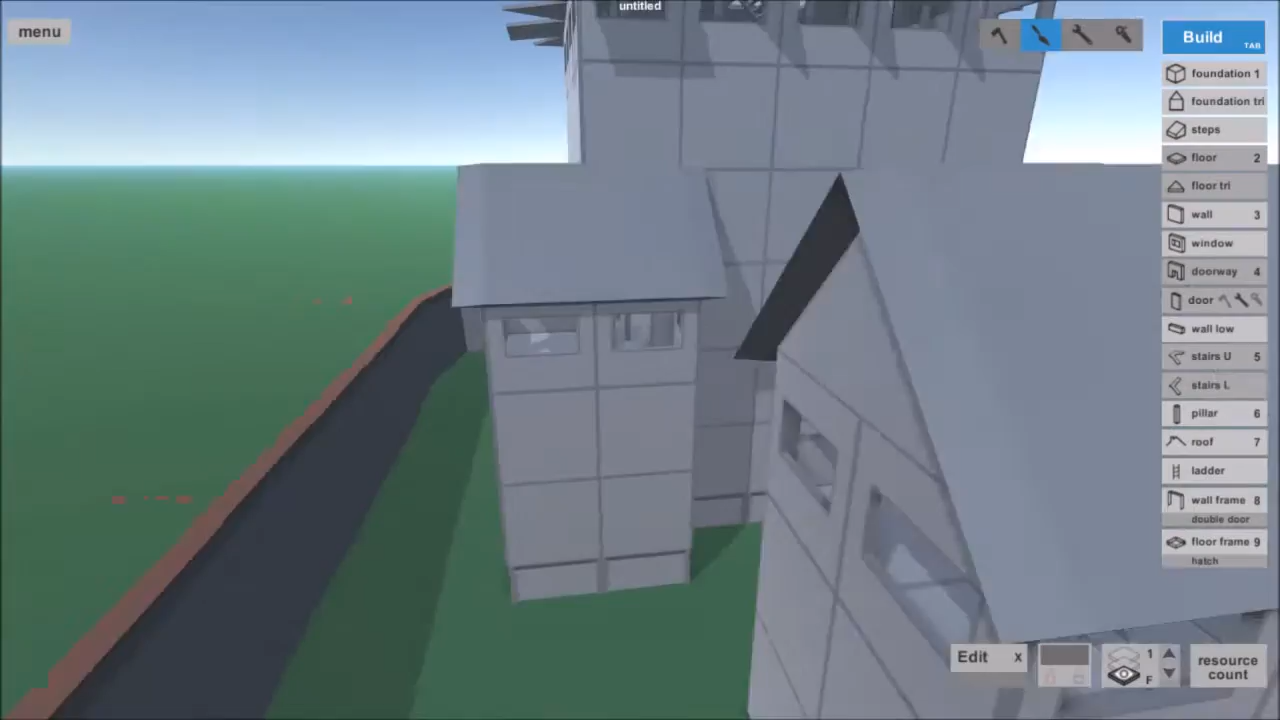 untitled
menu
Build
TAB
foundation 1
foundation tri
steps
floor 2
floor tri
wall 3
window
doorway 4
door
wall low
stairs U 5
stairs L
pillar 6
roof 7
ladder
wall frame 8
double door
floor frame 9
hatch
Edit X
1
F
resource
count